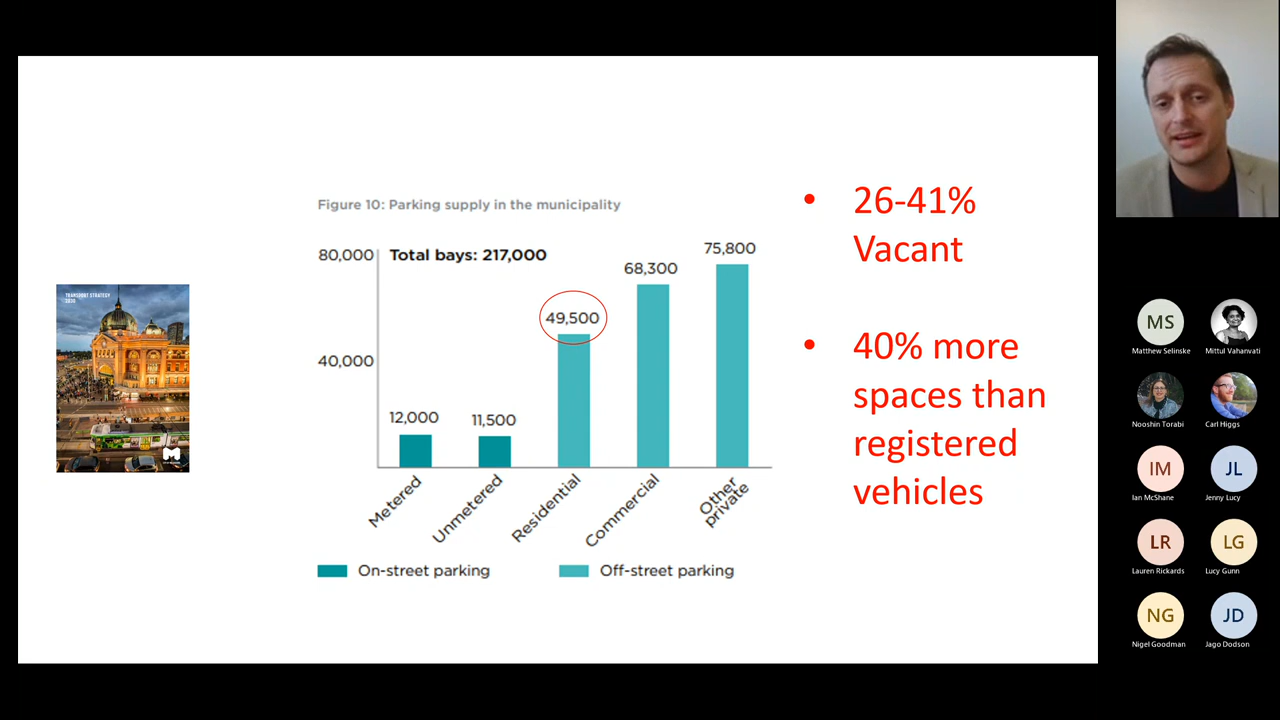 Figure 10: Parking supply in the municipality
Total bays: 217,000
80,000
40,000
12,000
11,500
49,500
68,300
75,800
Metered
Unmetered
Residential
Commercial
Other
private
On-street parking
Off-street parking
TRANSPORT STRATEGY
2030
• 26-41%
Vacant
• 40% more
spaces than
registered
vehicles
MS
Matthew Selinske
Mittul Vahanvati
Nooshin Torabi
Carl Higgs
IM
Ian McShane
JL
Jenny Lucy
LR
Lauren Rickards
LG
Lucy Gunn
NG
Nigel Goodman
JD
Jago Dodson